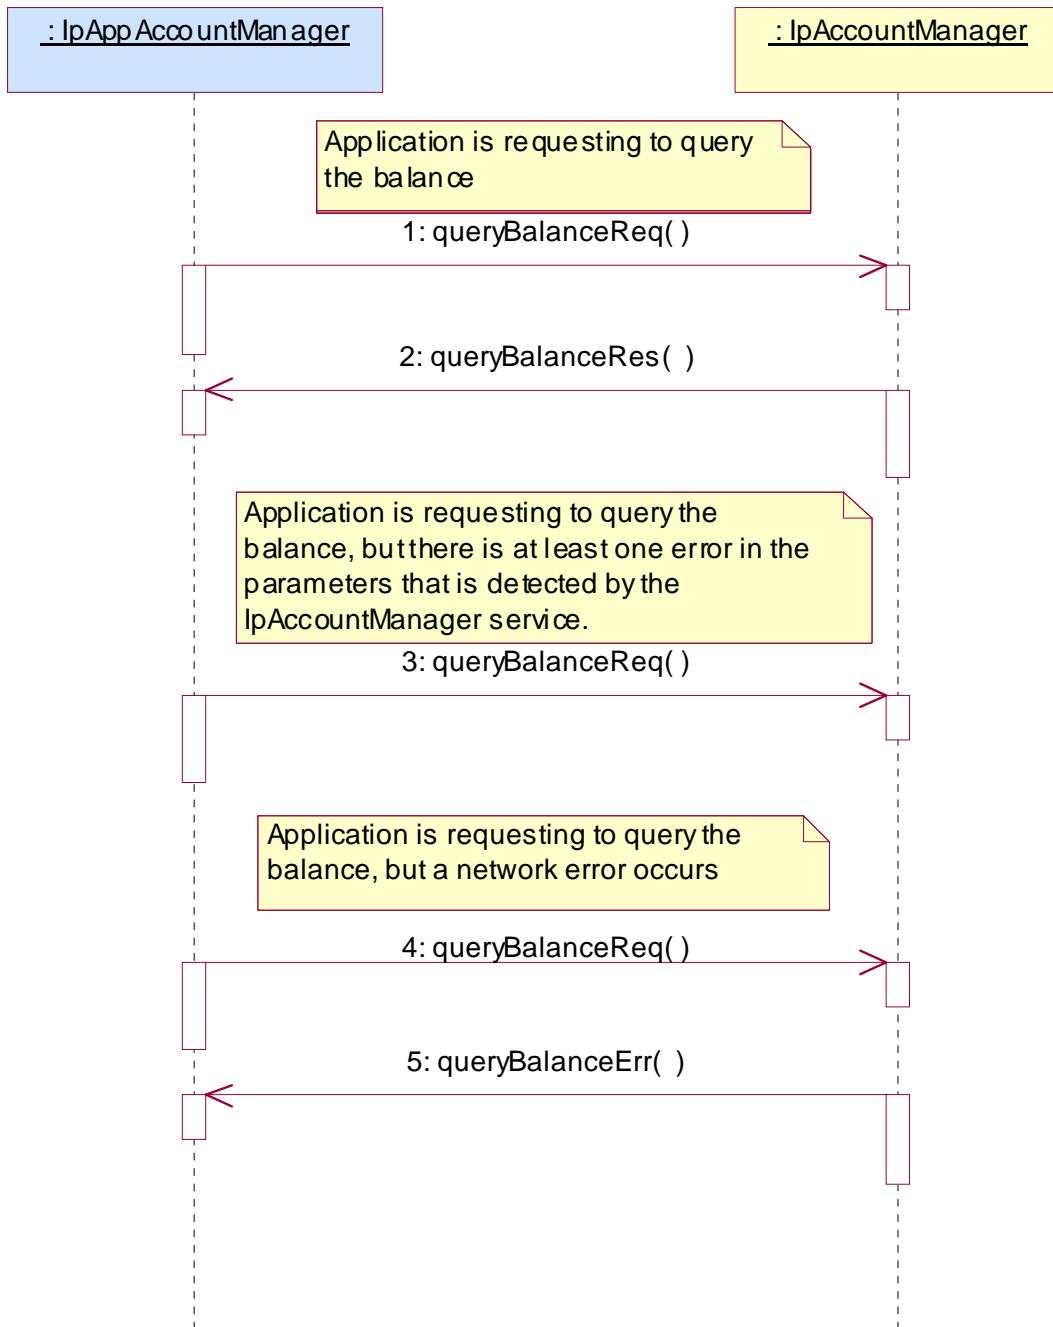 : IpAppAccountManager
: IpAccountManager
Application is requesting to query
the balance
1: queryBalanceReq( )
2: queryBalanceRes( )
Application is requesting to query the
balance, but there is at least one error in the
parameters that is detected by the
IpAccountManager service.
3: queryBalanceReq( )
Application is requesting to query the
balance, but a network error occurs
4: queryBalanceReq( )
5: queryBalanceErr( )